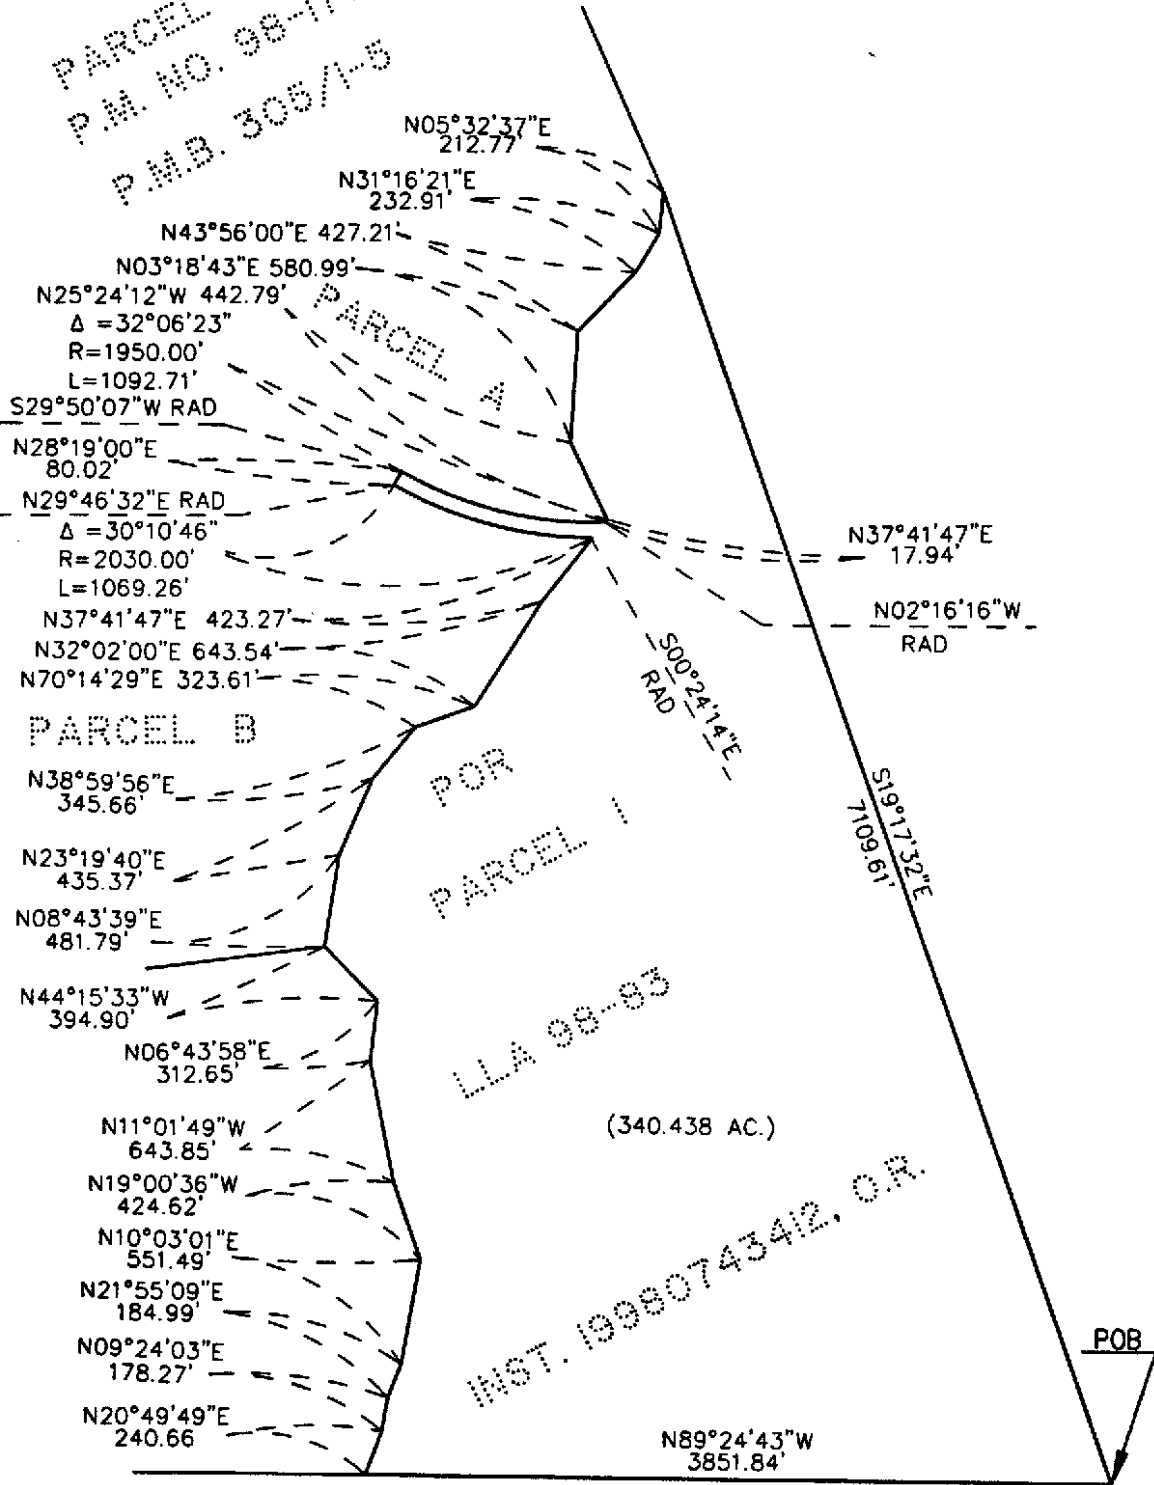 PARCEL
P.M. NO. 98-11
P.M.B. 305/1-5
N05°32'37"E
212.77'
N31°16'21"E
232.91'
N43°56'00"E 427.21'
N03°18'43"E 580.99'
N25°24'12"W 442.79'
Δ =32°06'23"
R=1950.00'
L=1092.71'
PARCEL A
S29°50'07"W RAD
N28°19'00"E
80.02'
N29°46'32"E RAD
Δ =30°10'46"
R=2030.00'
L=1069.26'
N37°41'47"E
17.94'
N02°16'16"W
RAD
N37°41'47"E 423.27'
N32°02'00"E 643.54'
N70°14'29"E 323.61'
S00°24'14"E
RAD
PARCEL B
N38°59'56"E
345.66'
POR
PARCEL 1
S19°17'32"E
7109.61'
N23°19'40"E
435.37'
N08°43'39"E
481.79'
N44°15'33"W
394.90'
LLA 98-83
N06°43'58"E
312.65'
(340.438 AC.)
N11°01'49"W
643.85'
N19°00'36"W
424.62'
N10°03'01"E
551.49'
INST. 19980743412, O.R.
N21°55'09"E
184.99'
N09°24'03"E
178.27'
POB
N20°49'49"E
240.66
N89°24'43"W
3851.84'